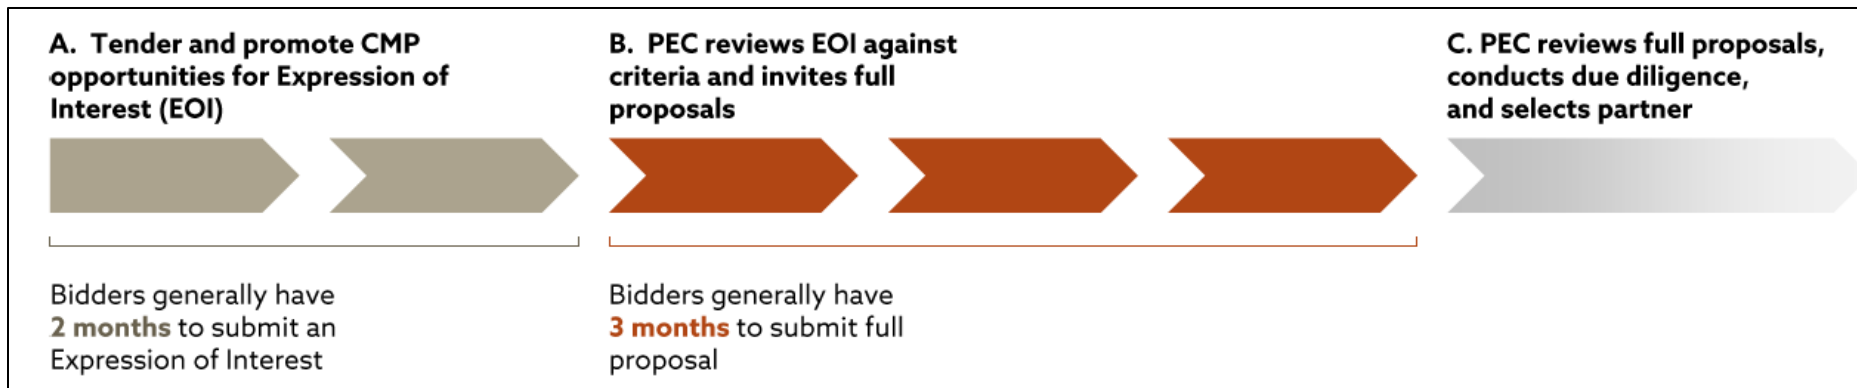 A. Tender and promote CMP
opportunities for Expression of
Interest (EOI)
B. PEC reviews EOI against
criteria and invites full
proposals
C. PEC reviews full proposals,
conducts due diligence,
and selects partner
Bidders generally have
2 months to submit an
Expression of Interest
Bidders generally have
3 months to submit full
proposal